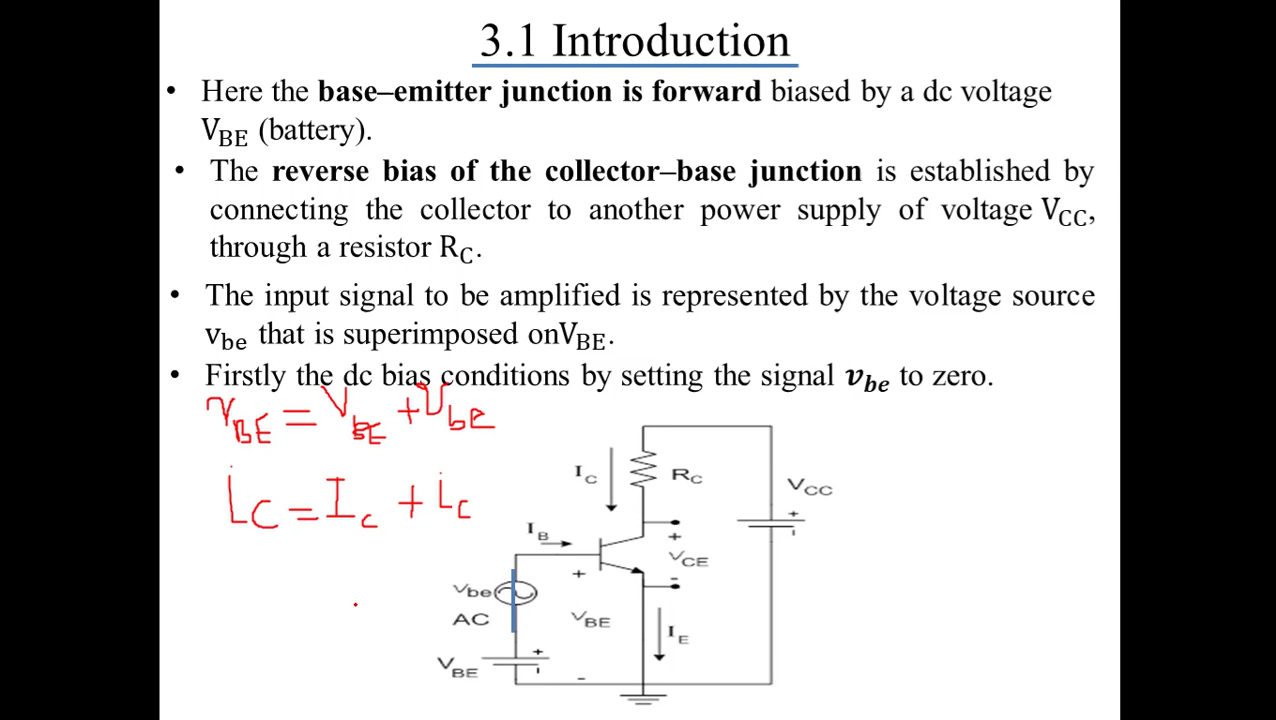 3.1 Introduction
• Here the base–emitter junction is forward biased by a dc voltage
VBE (battery).
• The reverse bias of the collector–base junction is established by
connecting the collector to another power supply of voltage VCC,
through a resistor RC.
• The input signal to be amplified is represented by the voltage source
vbe that is superimposed onVBE.
• Firstly the dc bias conditions by setting the signal vbe to zero.
vBE = VBE + vbe
iC = IC + ic
IC
RC
VCC
+
-
IB
+
VCE
-
+
Vbe
AC
VBE
IE
VBE
+
-
-